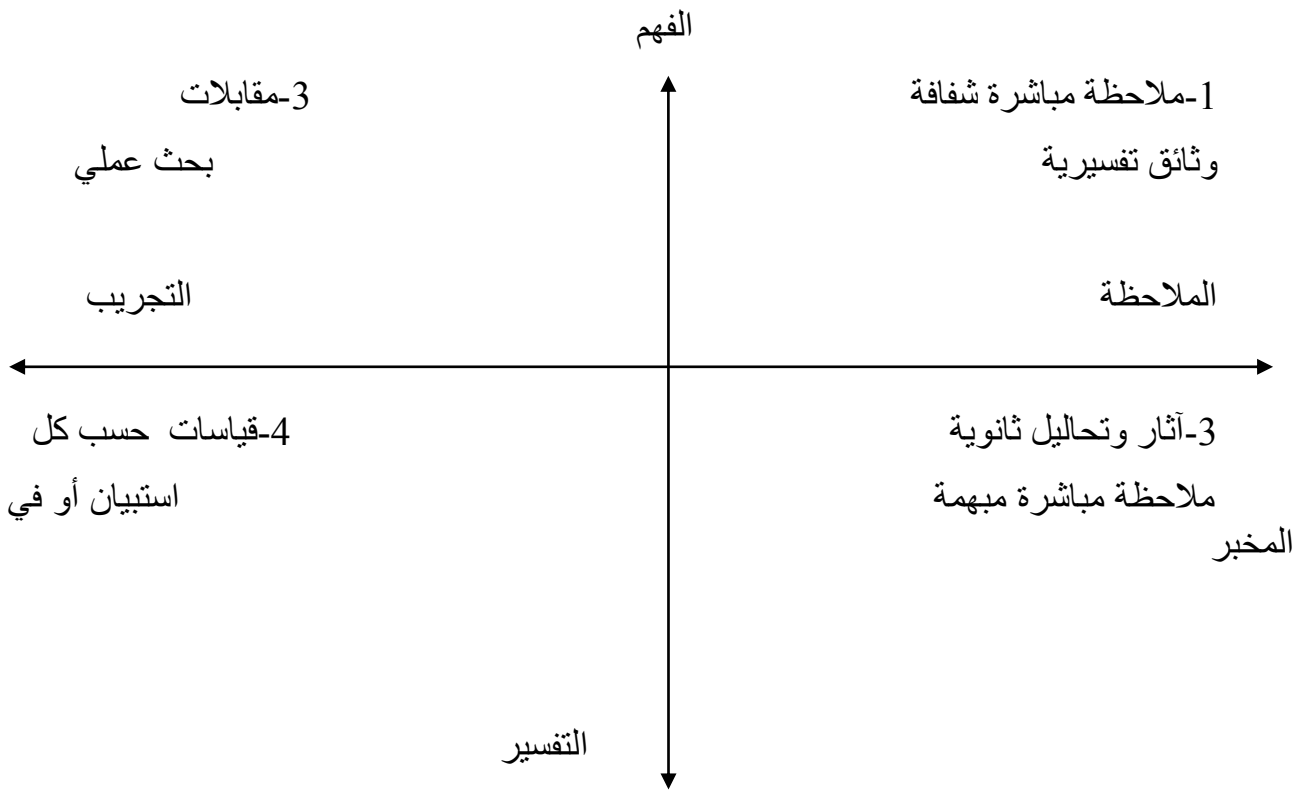 الفهم
1-ملاحظة مباشرة شفافة
3-مقابلات
وثائق تفسيرية
بحث عملي
الملاحظة
التجريب
3-آثار وتحاليل ثانوية
4-قياسات حسب كل
ملاحظة مباشرة مبهمة
استبيان أو في
المخبر
التفسير